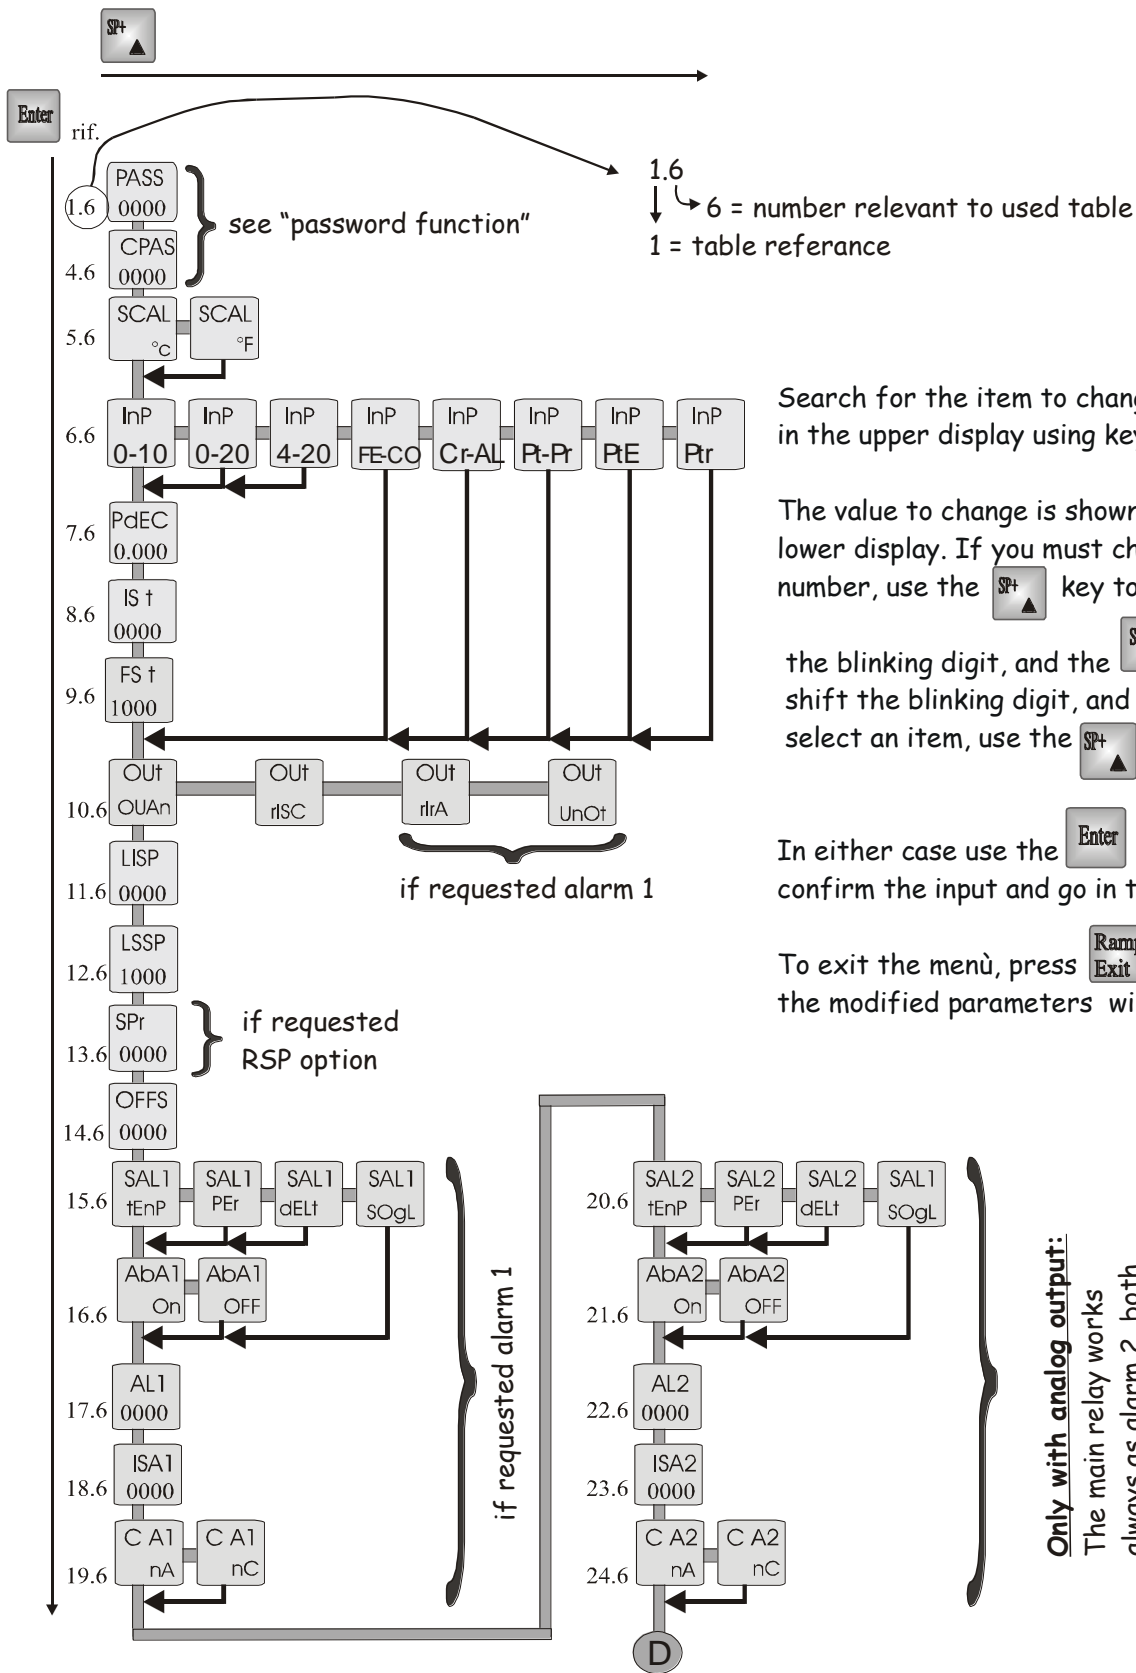 SP+
Enter
rif.
1.6
PASS
0000
see “password function”
4.6
CPAS
0000
1.6
6 = number relevant to used table
1 = table referance
5.6
SCAL
°C
SCAL
°F
6.6
InP
0-10
InP
0-20
InP
4-20
InP
FE-CO
InP
Cr-AL
InP
Pt-Pr
InP
PtE
InP
Ptr
7.6
PdEC
0.000
8.6
IS t
0000
9.6
FS t
1000
10.6
OUt
OUAn
OUt
rISC
OUt
rIrA
OUt
UnOt
if requested alarm 1
11.6
LISP
0000
12.6
LSSP
1000
13.6
SPr
0000
if requested
RSP option
14.6
OFFS
0000
15.6
SAL1
tEnP
SAL1
PEr
SAL1
dELt
SAL1
SOgL
16.6
AbA1
On
AbA1
OFF
17.6
AL1
0000
18.6
ISA1
0000
19.6
C A1
nA
C A1
nC
if requested alarm 1
20.6
SAL2
tEnP
SAL2
PEr
SAL2
dELt
SAL1
SOgL
21.6
AbA2
On
AbA2
OFF
22.6
AL2
0000
23.6
ISA2
0000
24.6
C A2
nA
C A2
nC
D
Search for the item to chang
in the upper display using key
The value to change is shown
lower display. If you must ch
number, use the SP+ key to
the blinking digit, and the S
shift the blinking digit, and
select an item, use the SP+
In either case use the Enter
confirm the input and go in t
To exit the menù, press Ramp Exit
the modified parameters wi
Only with analog output:
The main relay works
always as alarm 2, both